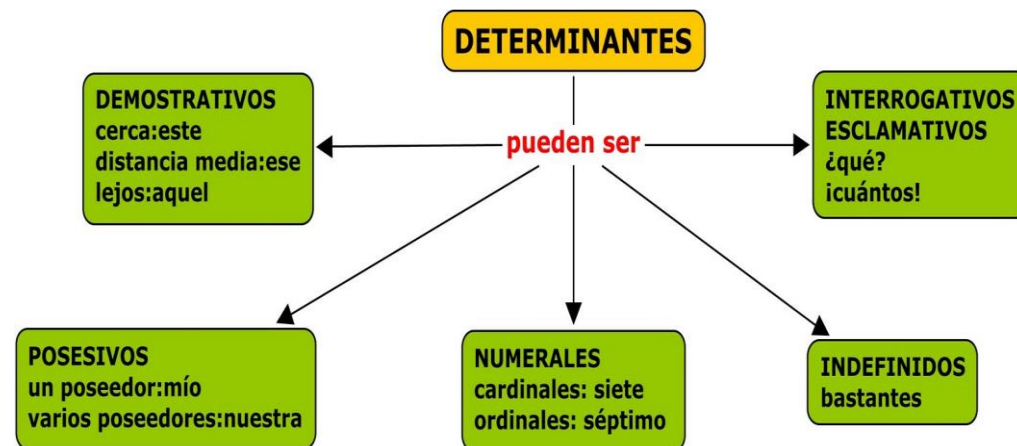 DETERMINANTES
DEMOSTRATIVOS
cerca:este
distancia media:ese
lejos:aquel
pueden ser
INTERROGATIVOS
ESCLAMATIVOS
¿qué?
¡cuántos!
POSESIVOS
un poseedor:mío
varios poseedores:nuestra
NUMERALES
cardinales: siete
ordinales: séptimo
INDEFINIDOS
bastantes